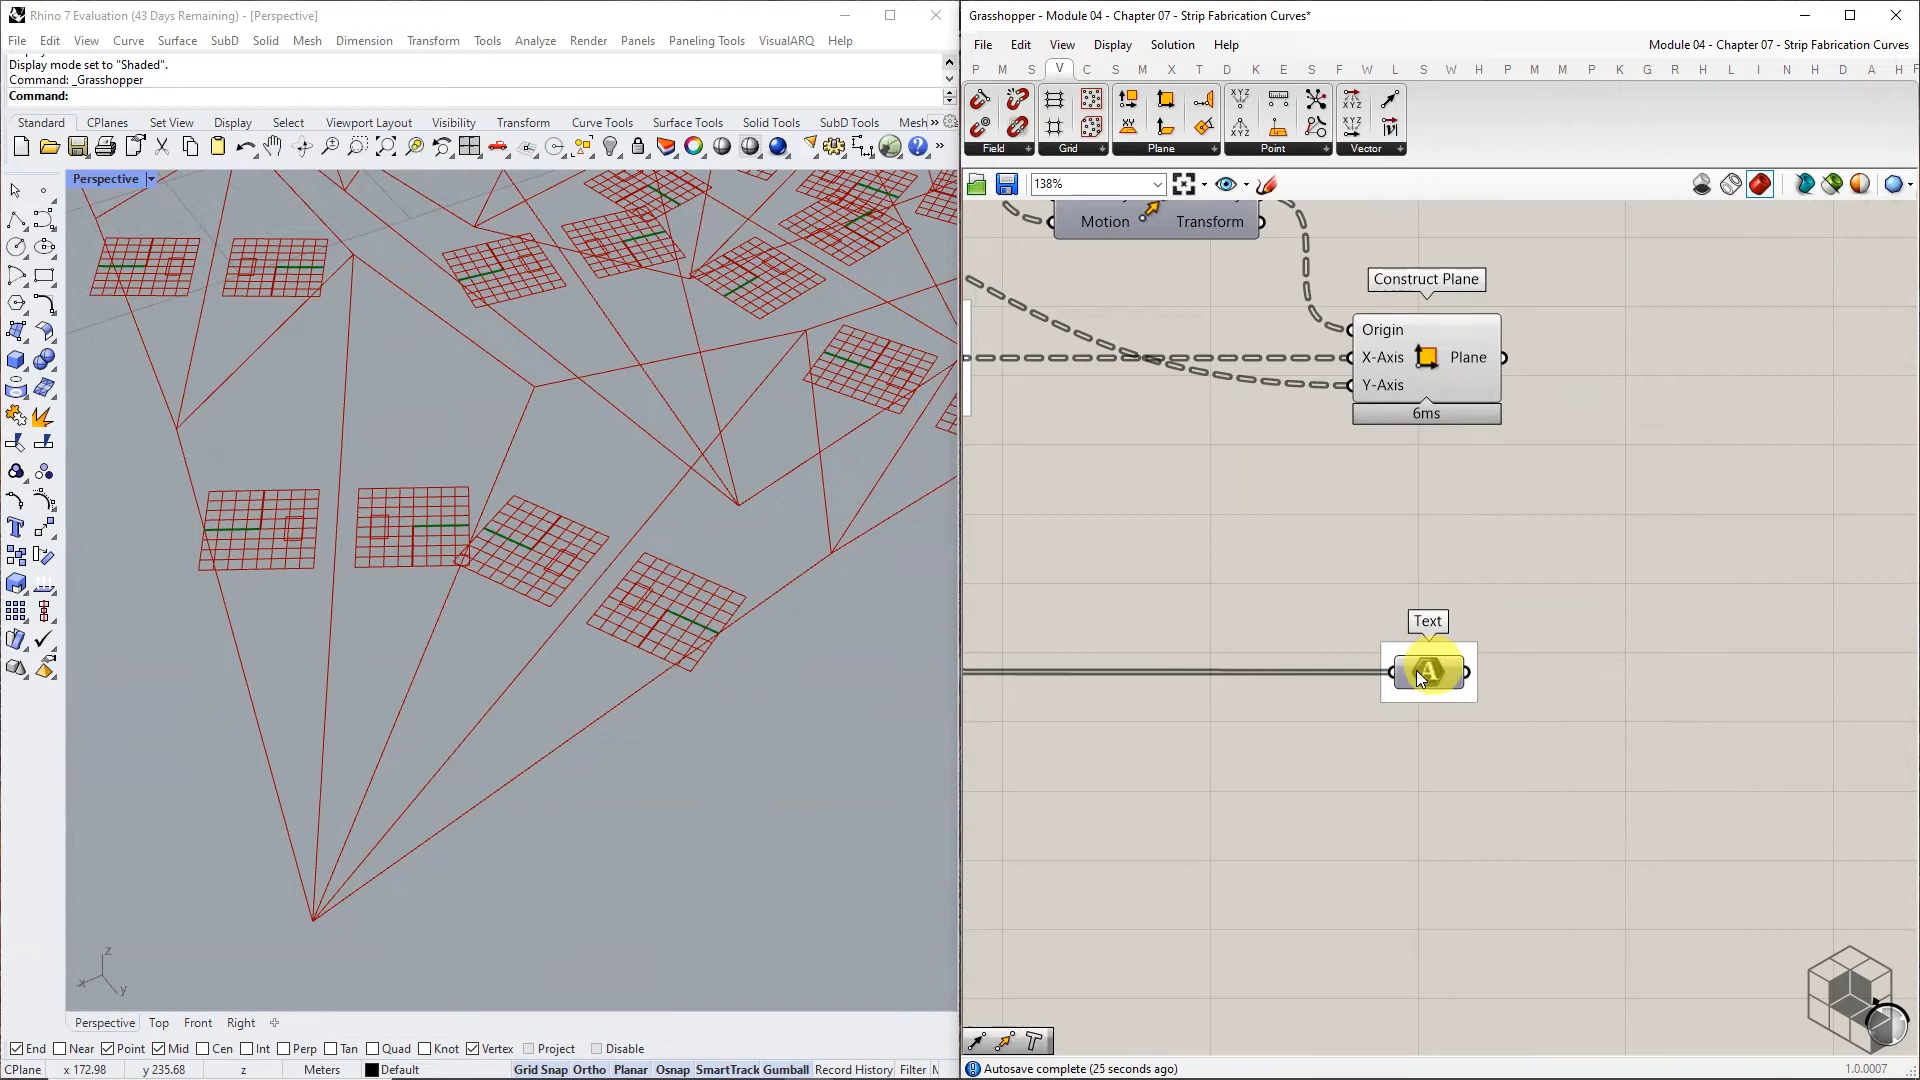 Rhino 7 Evaluation (43 Days Remaining) - [Perspective]
File Edit View Curve Surface SubD Solid Mesh Dimension Transform Tools Analyze Render Panels Paneling Tools VisualARQ Help
Display mode set to "Shaded".
Command: _Grasshopper
Command:
Standard CPlanes Set View Display Select Viewport Layout Visibility Transform Curve Tools Surface Tools Solid Tools SubD Tools Mesh
Perspective
z
x
y
Perspective Top Front Right
End Near Point Mid Cen Int Perp Tan Quad Knot Vertex Project Disable
CPlane x 172.98 y 235.68 z Meters Default Grid Snap Ortho Planar Osnap SmartTrack Gumball Record History Filter
Grasshopper - Module 04 - Chapter 07 - Strip Fabrication Curves*
File Edit View Display Solution Help Module 04 - Chapter 07 - Strip Fabrication Curves
P M S V C S M X T D K E S F W L S W H P M M P K G R L I N H D A H F
Field Grid Plane Point Vector
138%
Motion Transform
Construct Plane
Origin
X-Axis Plane
Y-Axis
6ms
Text
A
Autosave complete (25 seconds ago) 1.0.0007